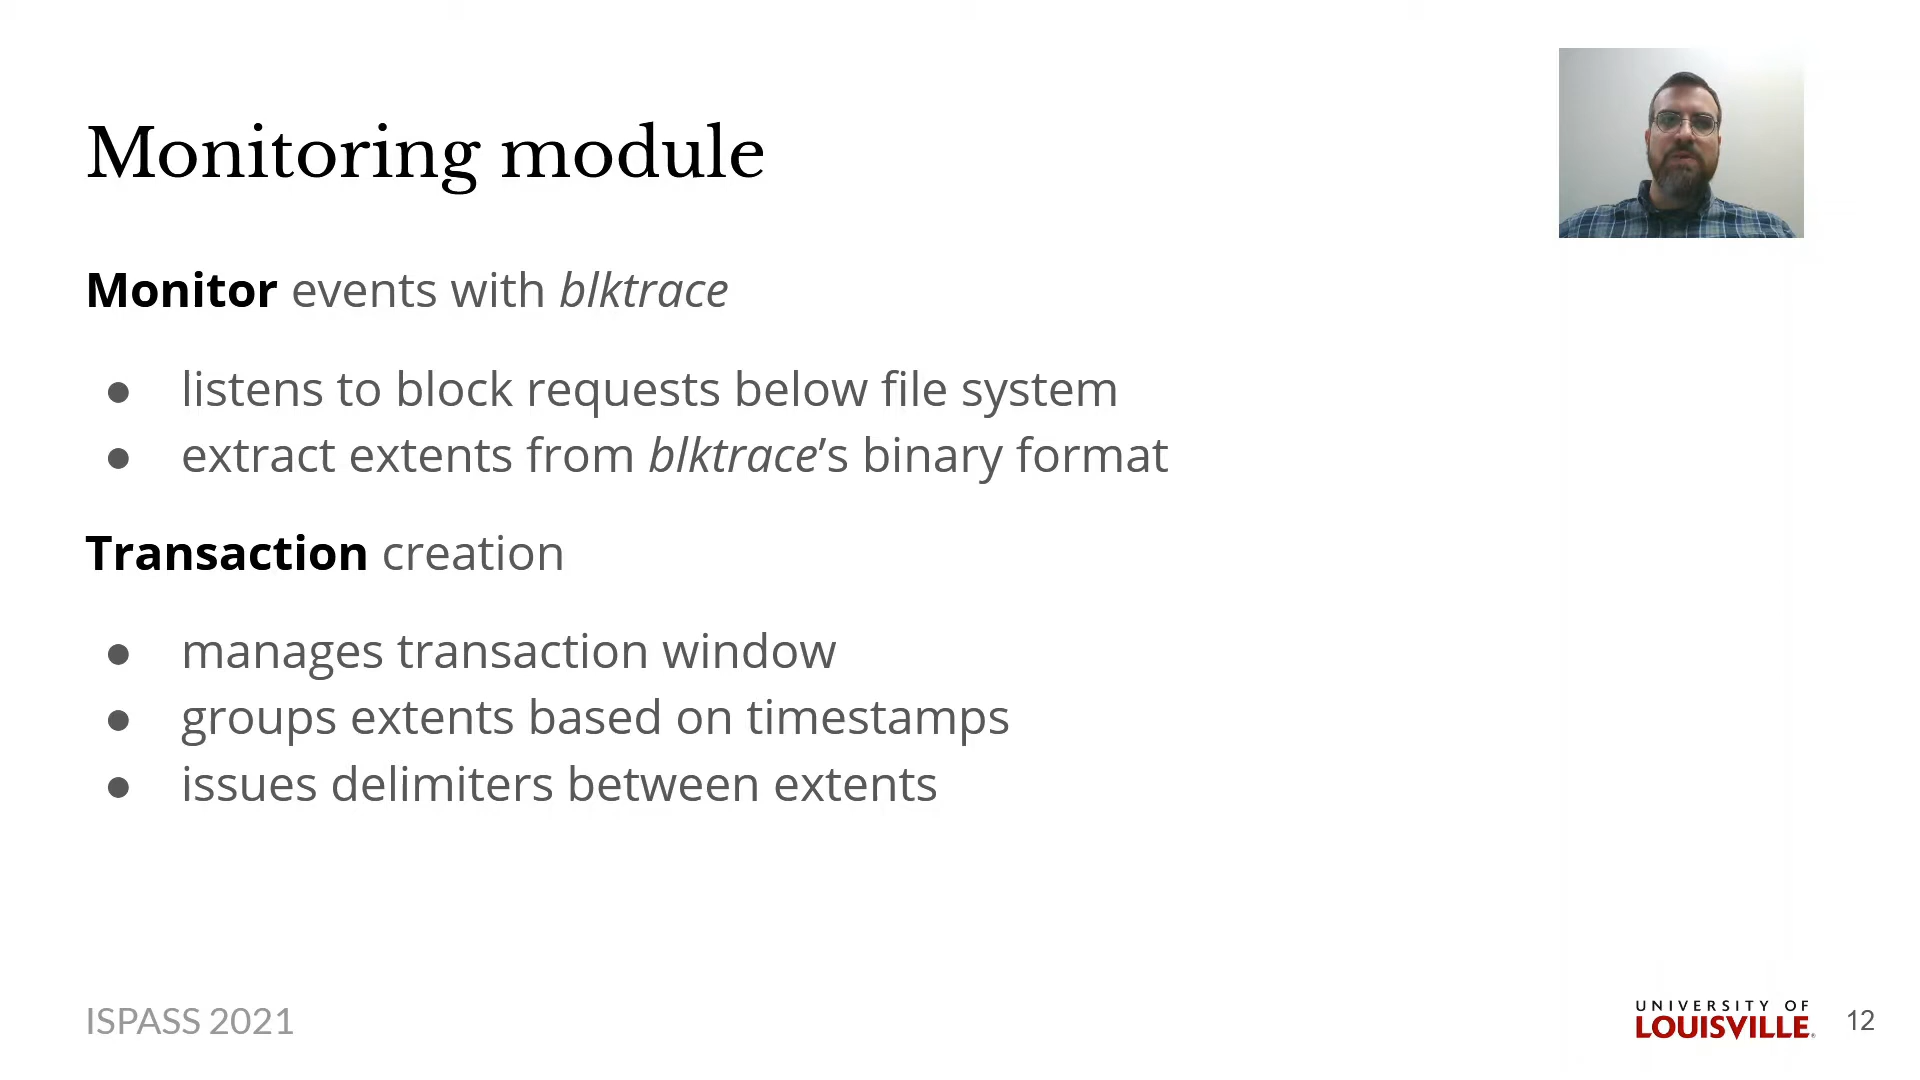 Monitoring module
Monitor events with blktrace
● listens to block requests below file system
● extract extents from blktrace’s binary format
Transaction creation
● manages transaction window
● groups extents based on timestamps
● issues delimiters between extents
ISPASS 2021
UNIVERSITY OF
LOUISVILLE®
12